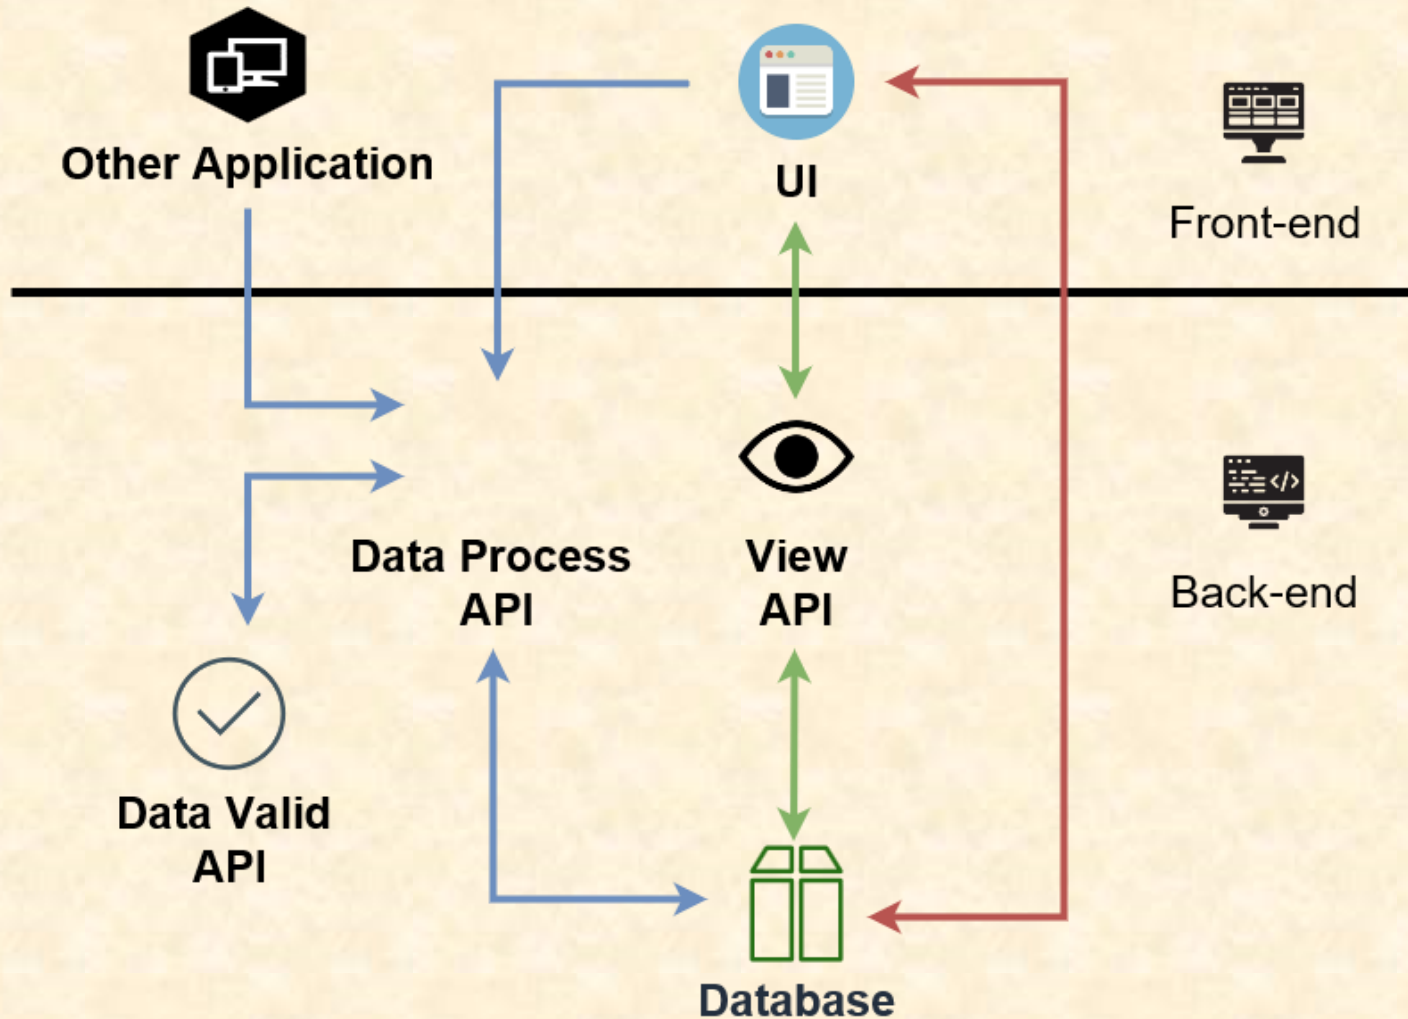 Other Application
UI
Front-end
Data Process
API
View
API
Back-end
Data Valid
API
Database